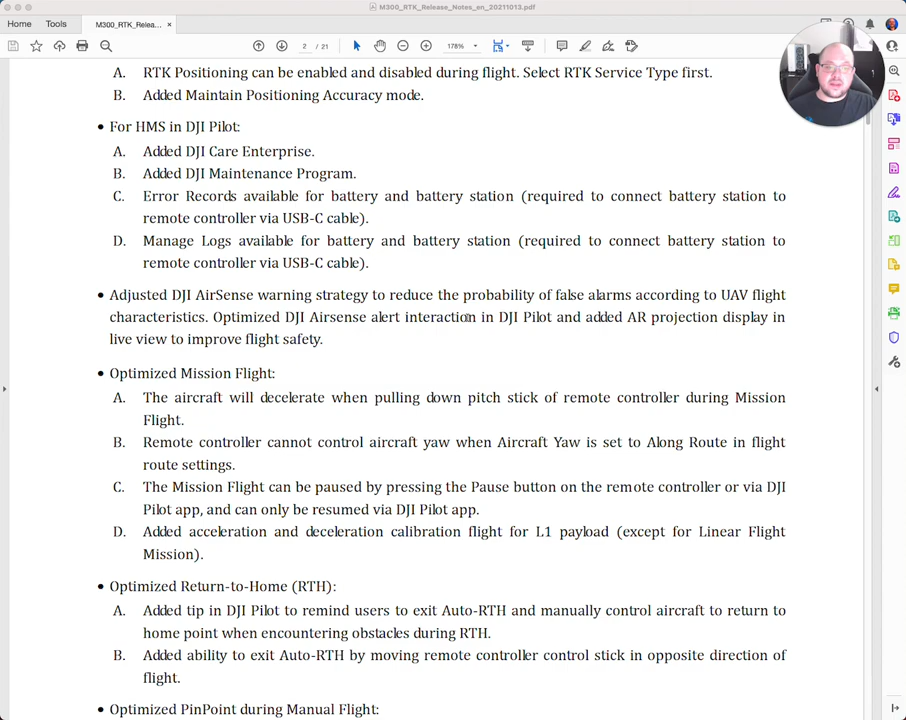 M300_RTK_Release_Notes_en_20211013.pdf
Home Tools M300_RTK_Relea... ×
2 / 21 178%
A. RTK Positioning can be enabled and disabled during flight. Select RTK Service Type first.
B. Added Maintain Positioning Accuracy mode.
• For HMS in DJI Pilot:
A. Added DJI Care Enterprise.
B. Added DJI Maintenance Program.
C. Error Records available for battery and battery station (required to connect battery station to
remote controller via USB-C cable).
D. Manage Logs available for battery and battery station (required to connect battery station to
remote controller via USB-C cable).
• Adjusted DJI AirSense warning strategy to reduce the probability of false alarms according to UAV flight
characteristics. Optimized DJI Airsense alert interaction in DJI Pilot and added AR projection display in
live view to improve flight safety.
• Optimized Mission Flight:
A. The aircraft will decelerate when pulling down pitch stick of remote controller during Mission
Flight.
B. Remote controller cannot control aircraft yaw when Aircraft Yaw is set to Along Route in flight
route settings.
C. The Mission Flight can be paused by pressing the Pause button on the remote controller or via DJI
Pilot app, and can only be resumed via DJI Pilot app.
D. Added acceleration and deceleration calibration flight for L1 payload (except for Linear Flight
Mission).
• Optimized Return-to-Home (RTH):
A. Added tip in DJI Pilot to remind users to exit Auto-RTH and manually control aircraft to return to
home point when encountering obstacles during RTH.
B. Added ability to exit Auto-RTH by moving remote controller control stick in opposite direction of
flight.
• Optimized PinPoint during Manual Flight: